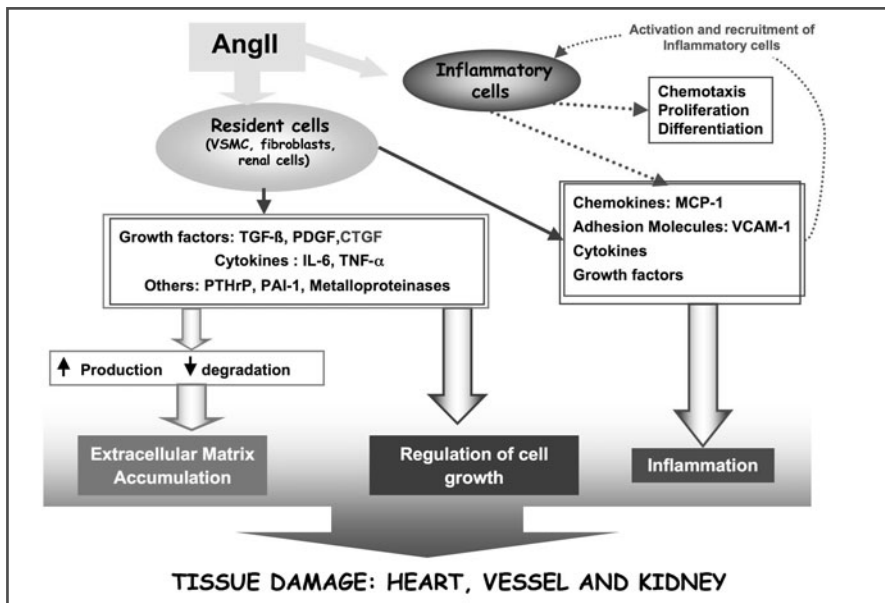 AngII
Activation and recruitment of
Inflammatory cells
Inflammatory
cells
Chemotaxis
Proliferation
Differentiation
Resident cells
(VSMC, fibroblasts,
renal cells)
Chemokines: MCP-1
Adhesion Molecules: VCAM-1
Cytokines
Growth factors
Growth factors: TGF-ß, PDGF,CTGF
Cytokines : IL-6, TNF-α
Others: PTHrP, PAI-1, Metalloproteinases
Production degradation
Extracellular Matrix
Accumulation
Regulation of cell
growth
Inflammation
TISSUE DAMAGE: HEART, VESSEL AND KIDNEY